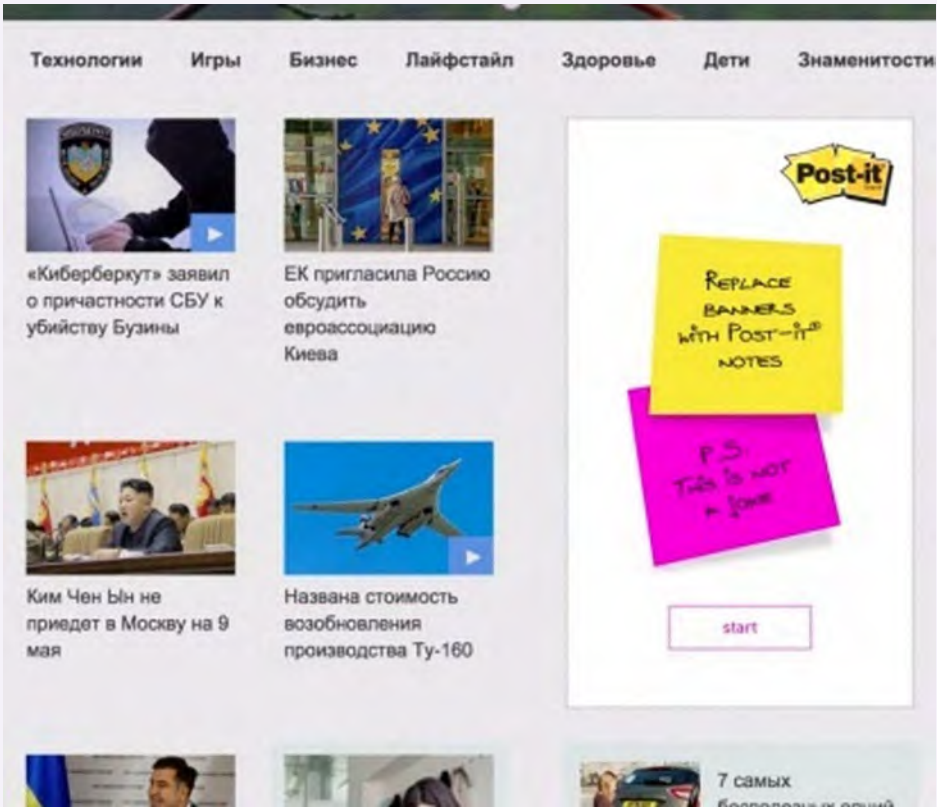 Технологии Игры Бизнес Лайфстайл Здоровье Дети Знаменитости
«Киберберкут» заявил
о причастности СБУ к
убийству Бузины
ЕК пригласила Россию
обсудить
евроассоциацию
Киева
Post-it
REPLACE
BANNERS
WITH POST-IT®
NOTES
P.S.
THIS IS NOT
A JOKE
start
Ким Чен Ын не
приедет в Москву на 9
мая
Названа стоимость
возобновления
производства Ту-160
7 самых